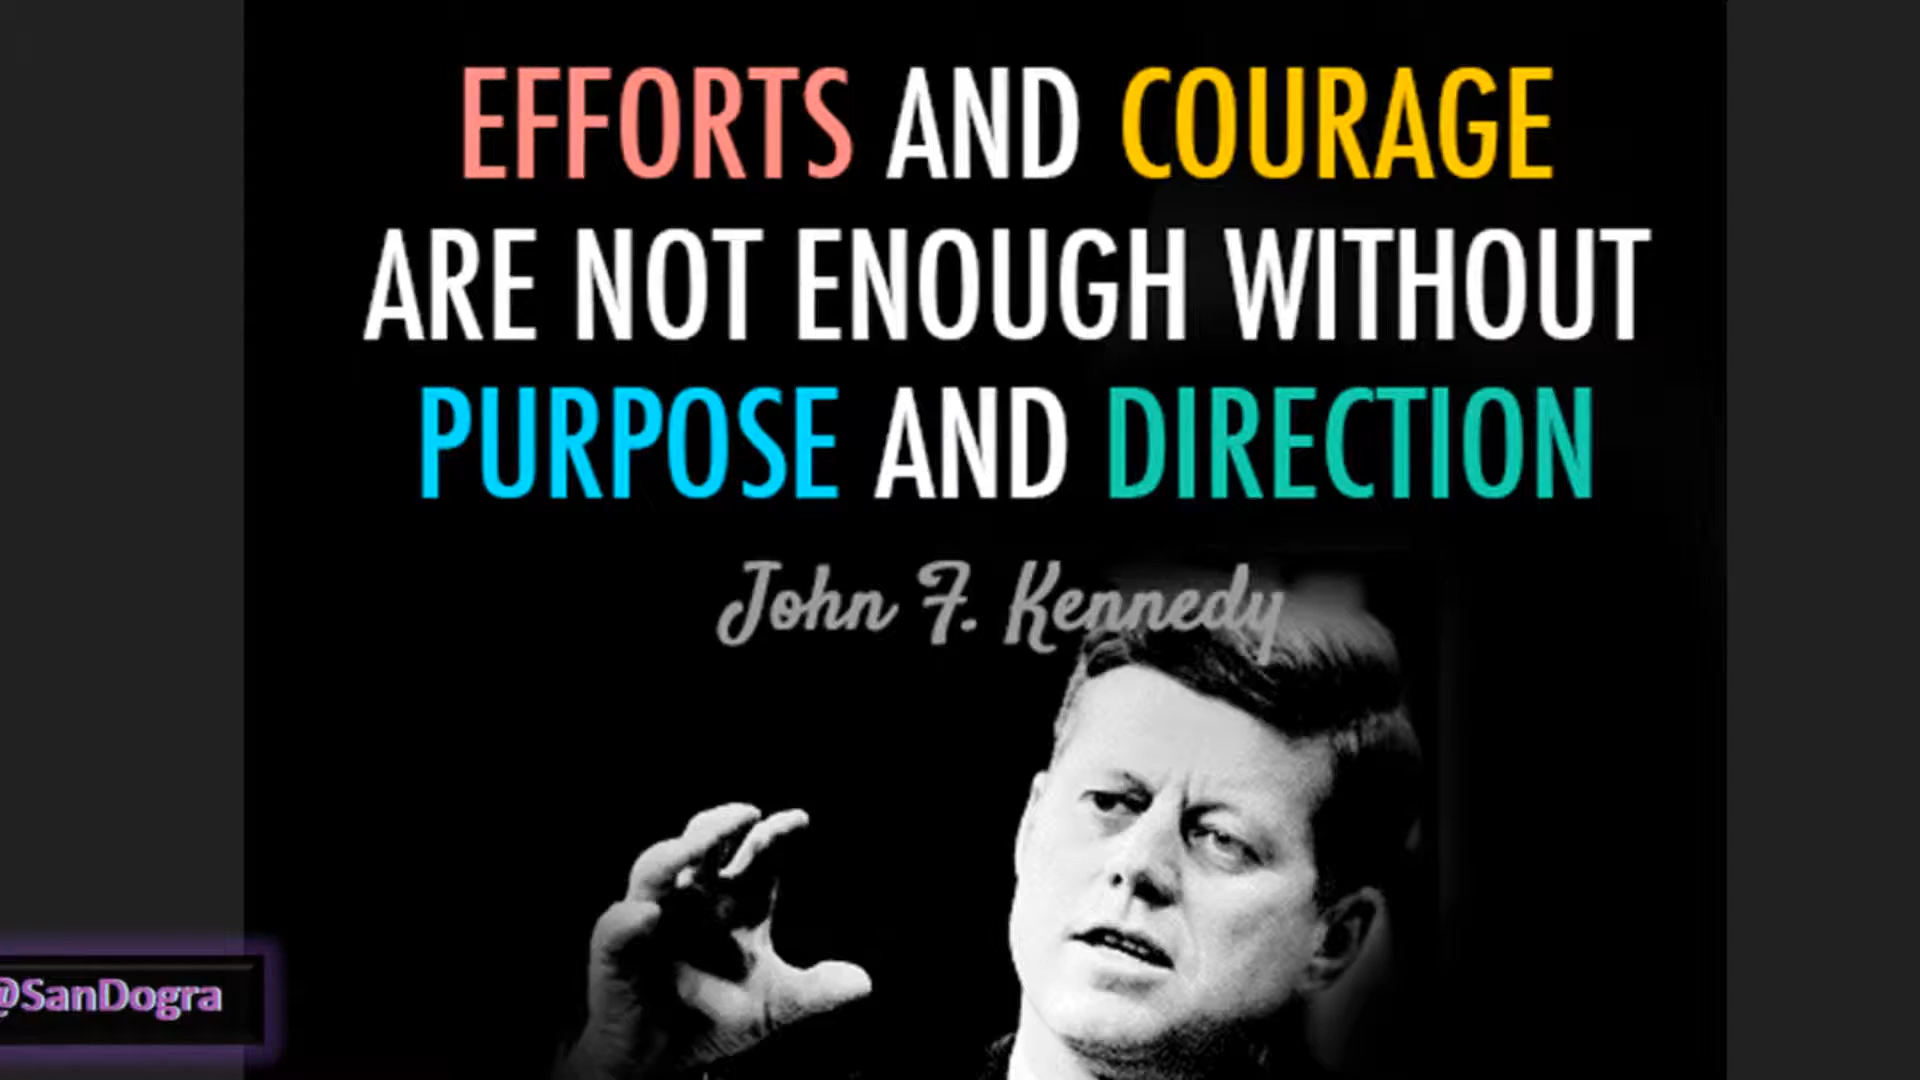 EFFORTS AND COURAGE
ARE NOT ENOUGH WITHOUT
PURPOSE AND DIRECTION
John F. Kennedy
@SanDogra